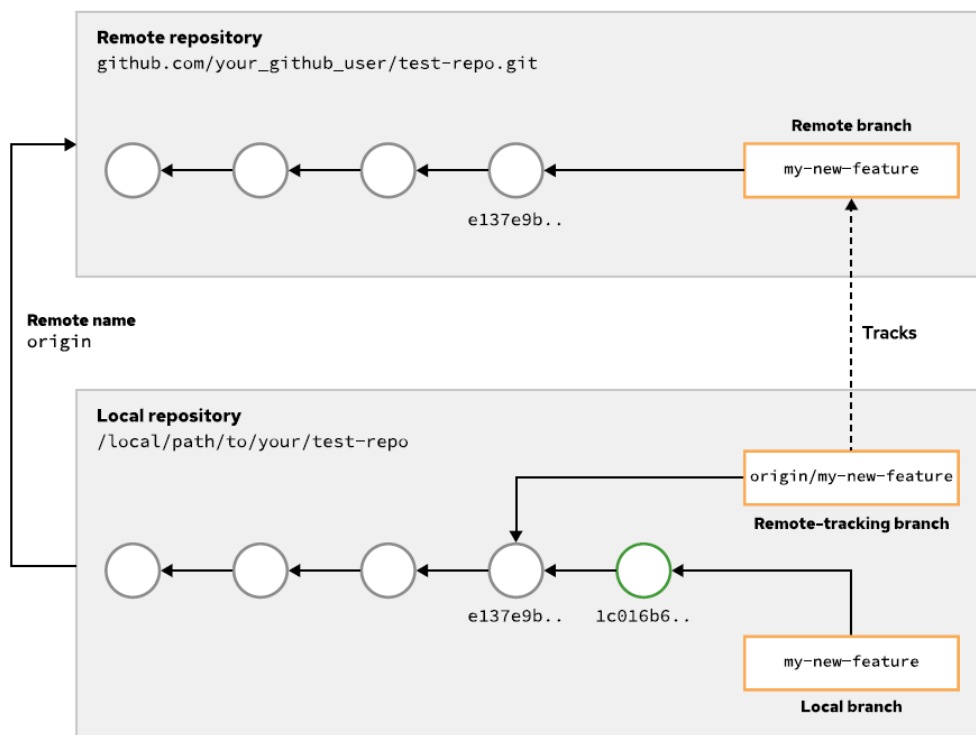 Remote repository
github.com/your_github_user/test-repo.git
Remote branch
my-new-feature
e137e9b..
Remote name
origin
Tracks
Local repository
/local/path/to/your/test-repo
origin/my-new-feature
Remote-tracking branch
e137e9b..
1c016b6..
my-new-feature
Local branch